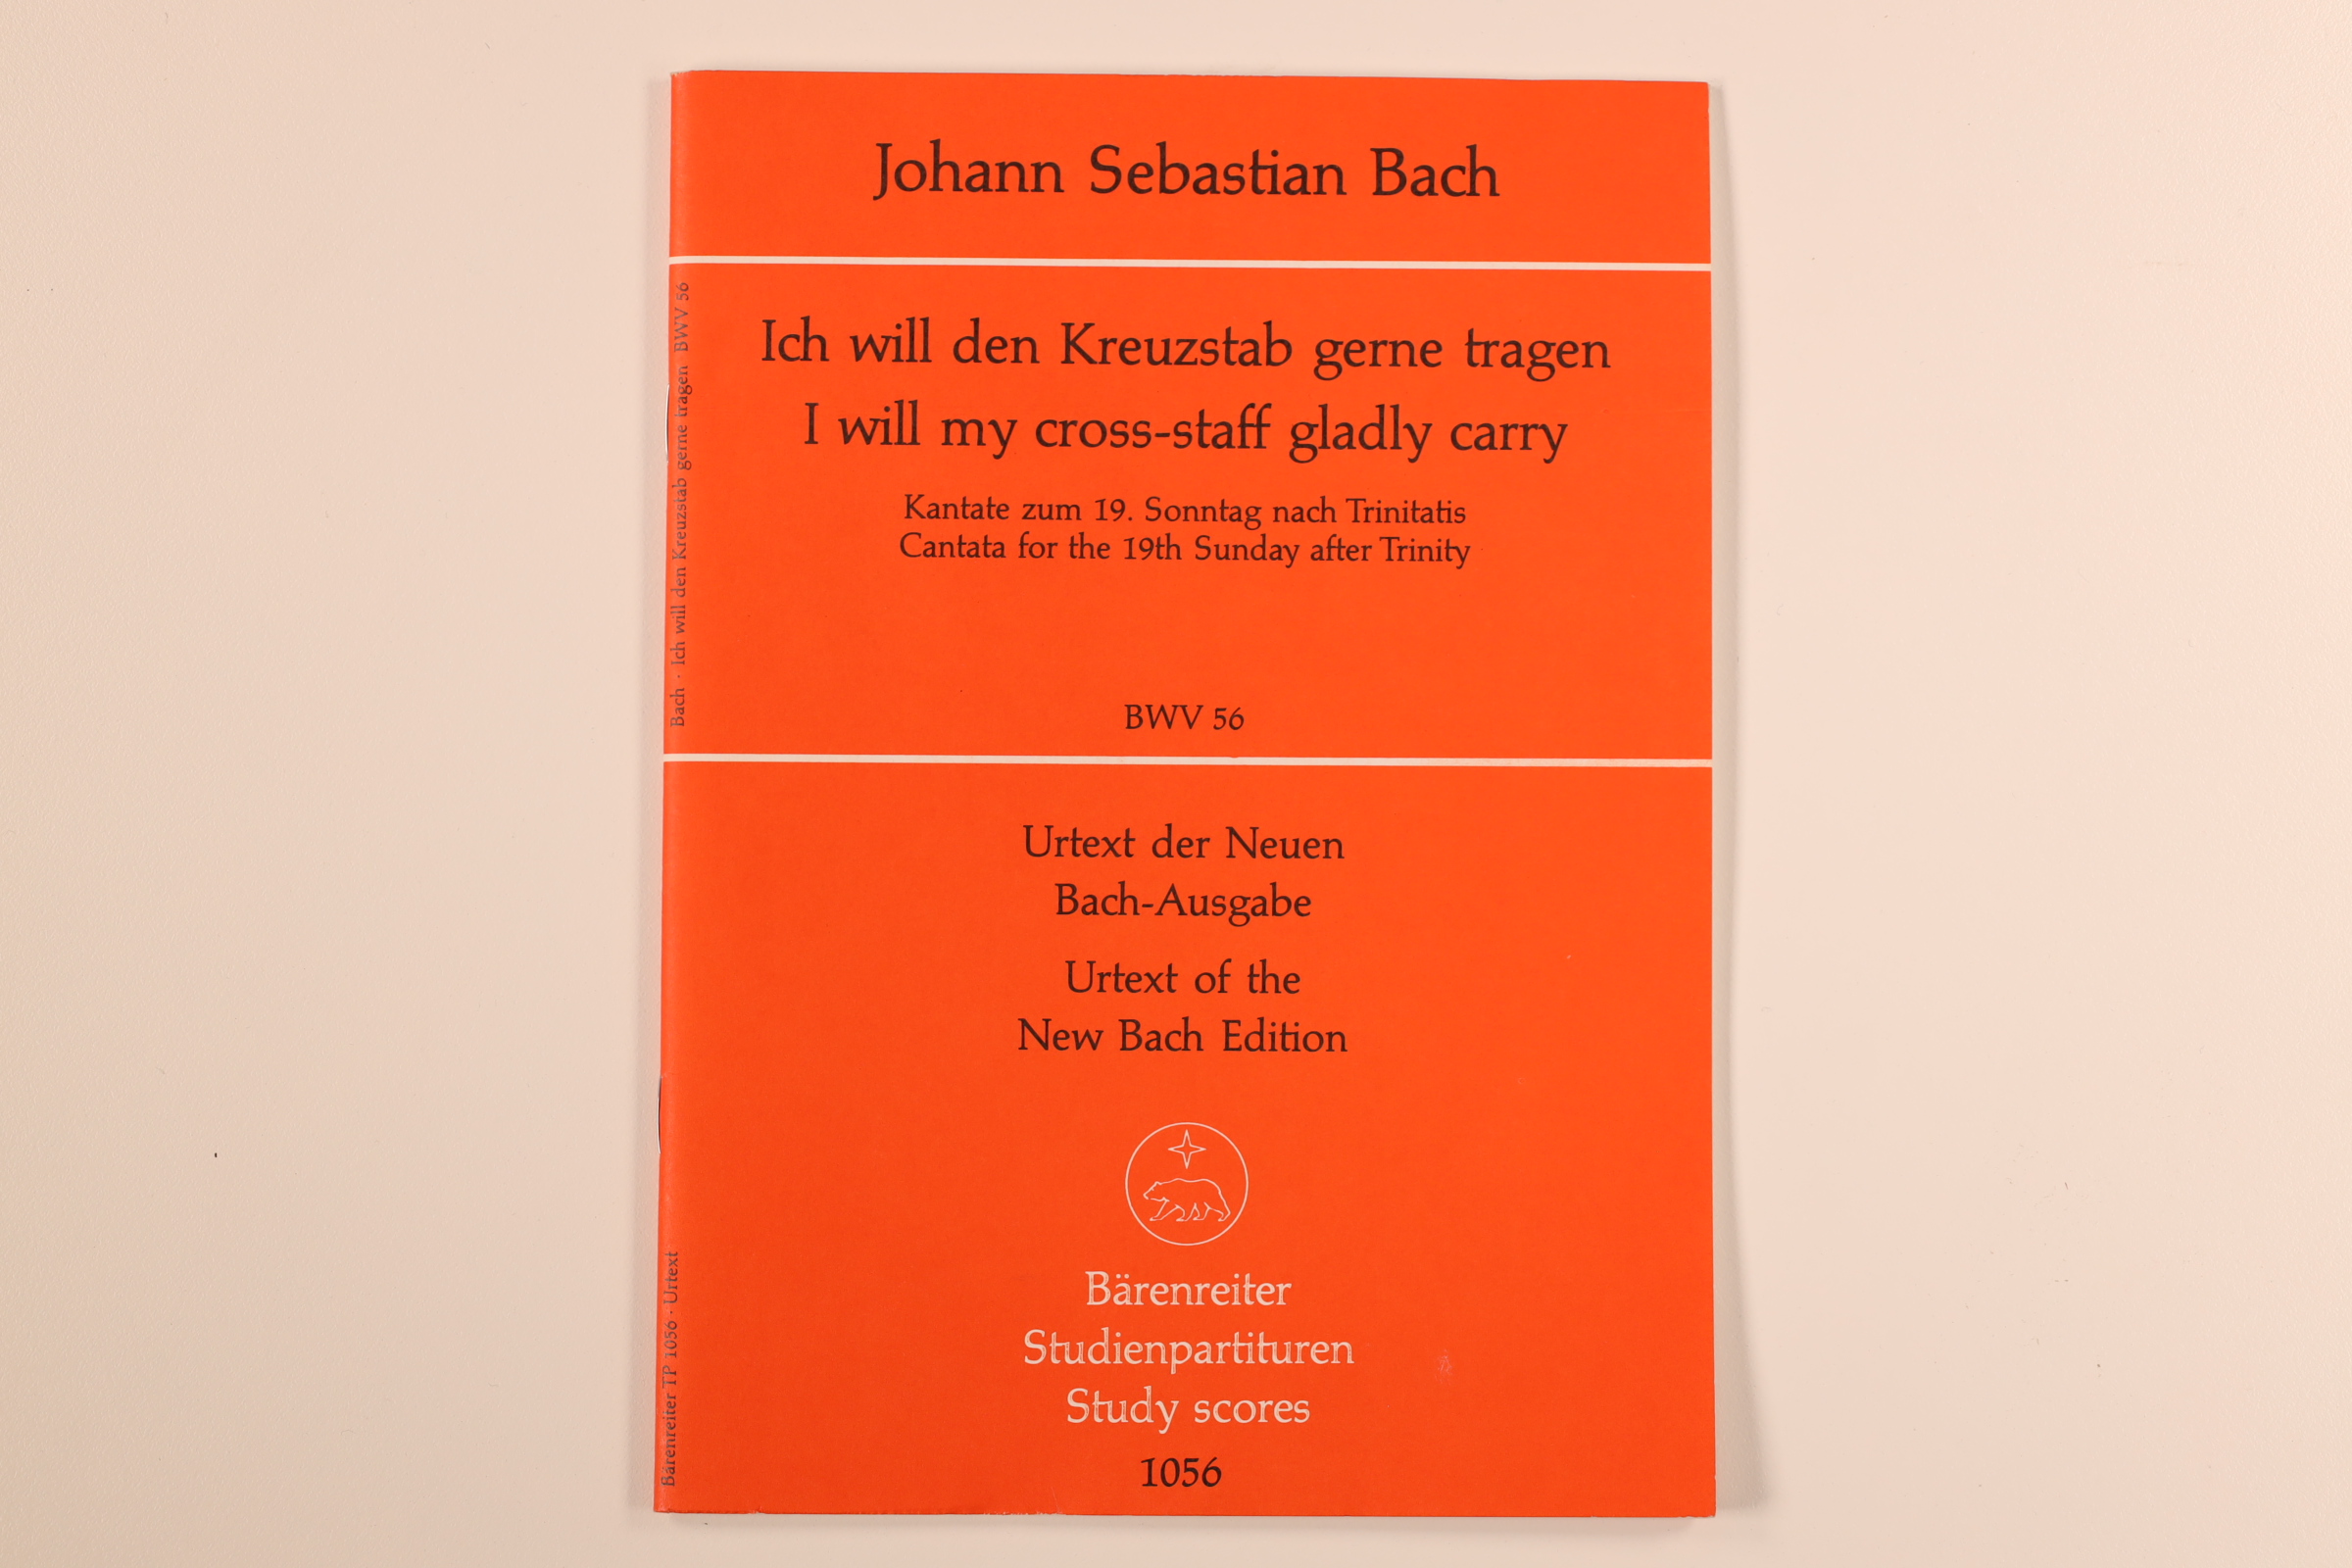 Johann Sebastian Bach
Ich will den Kreuzstab gerne tragen
I will my cross-staff gladly carry
Kantate zum 19. Sonntag nach Trinitatis
Cantata for the 19th Sunday after Trinity
BWV 56
Urtext der Neuen
Bach-Ausgabe
Urtext of the
New Bach Edition
Bärenreiter
Studienpartituren
Study scores
1056
Bach · Ich will den Kreuzstab gerne tragen BWV 56
Bärenreiter TP 1056 · Urtext